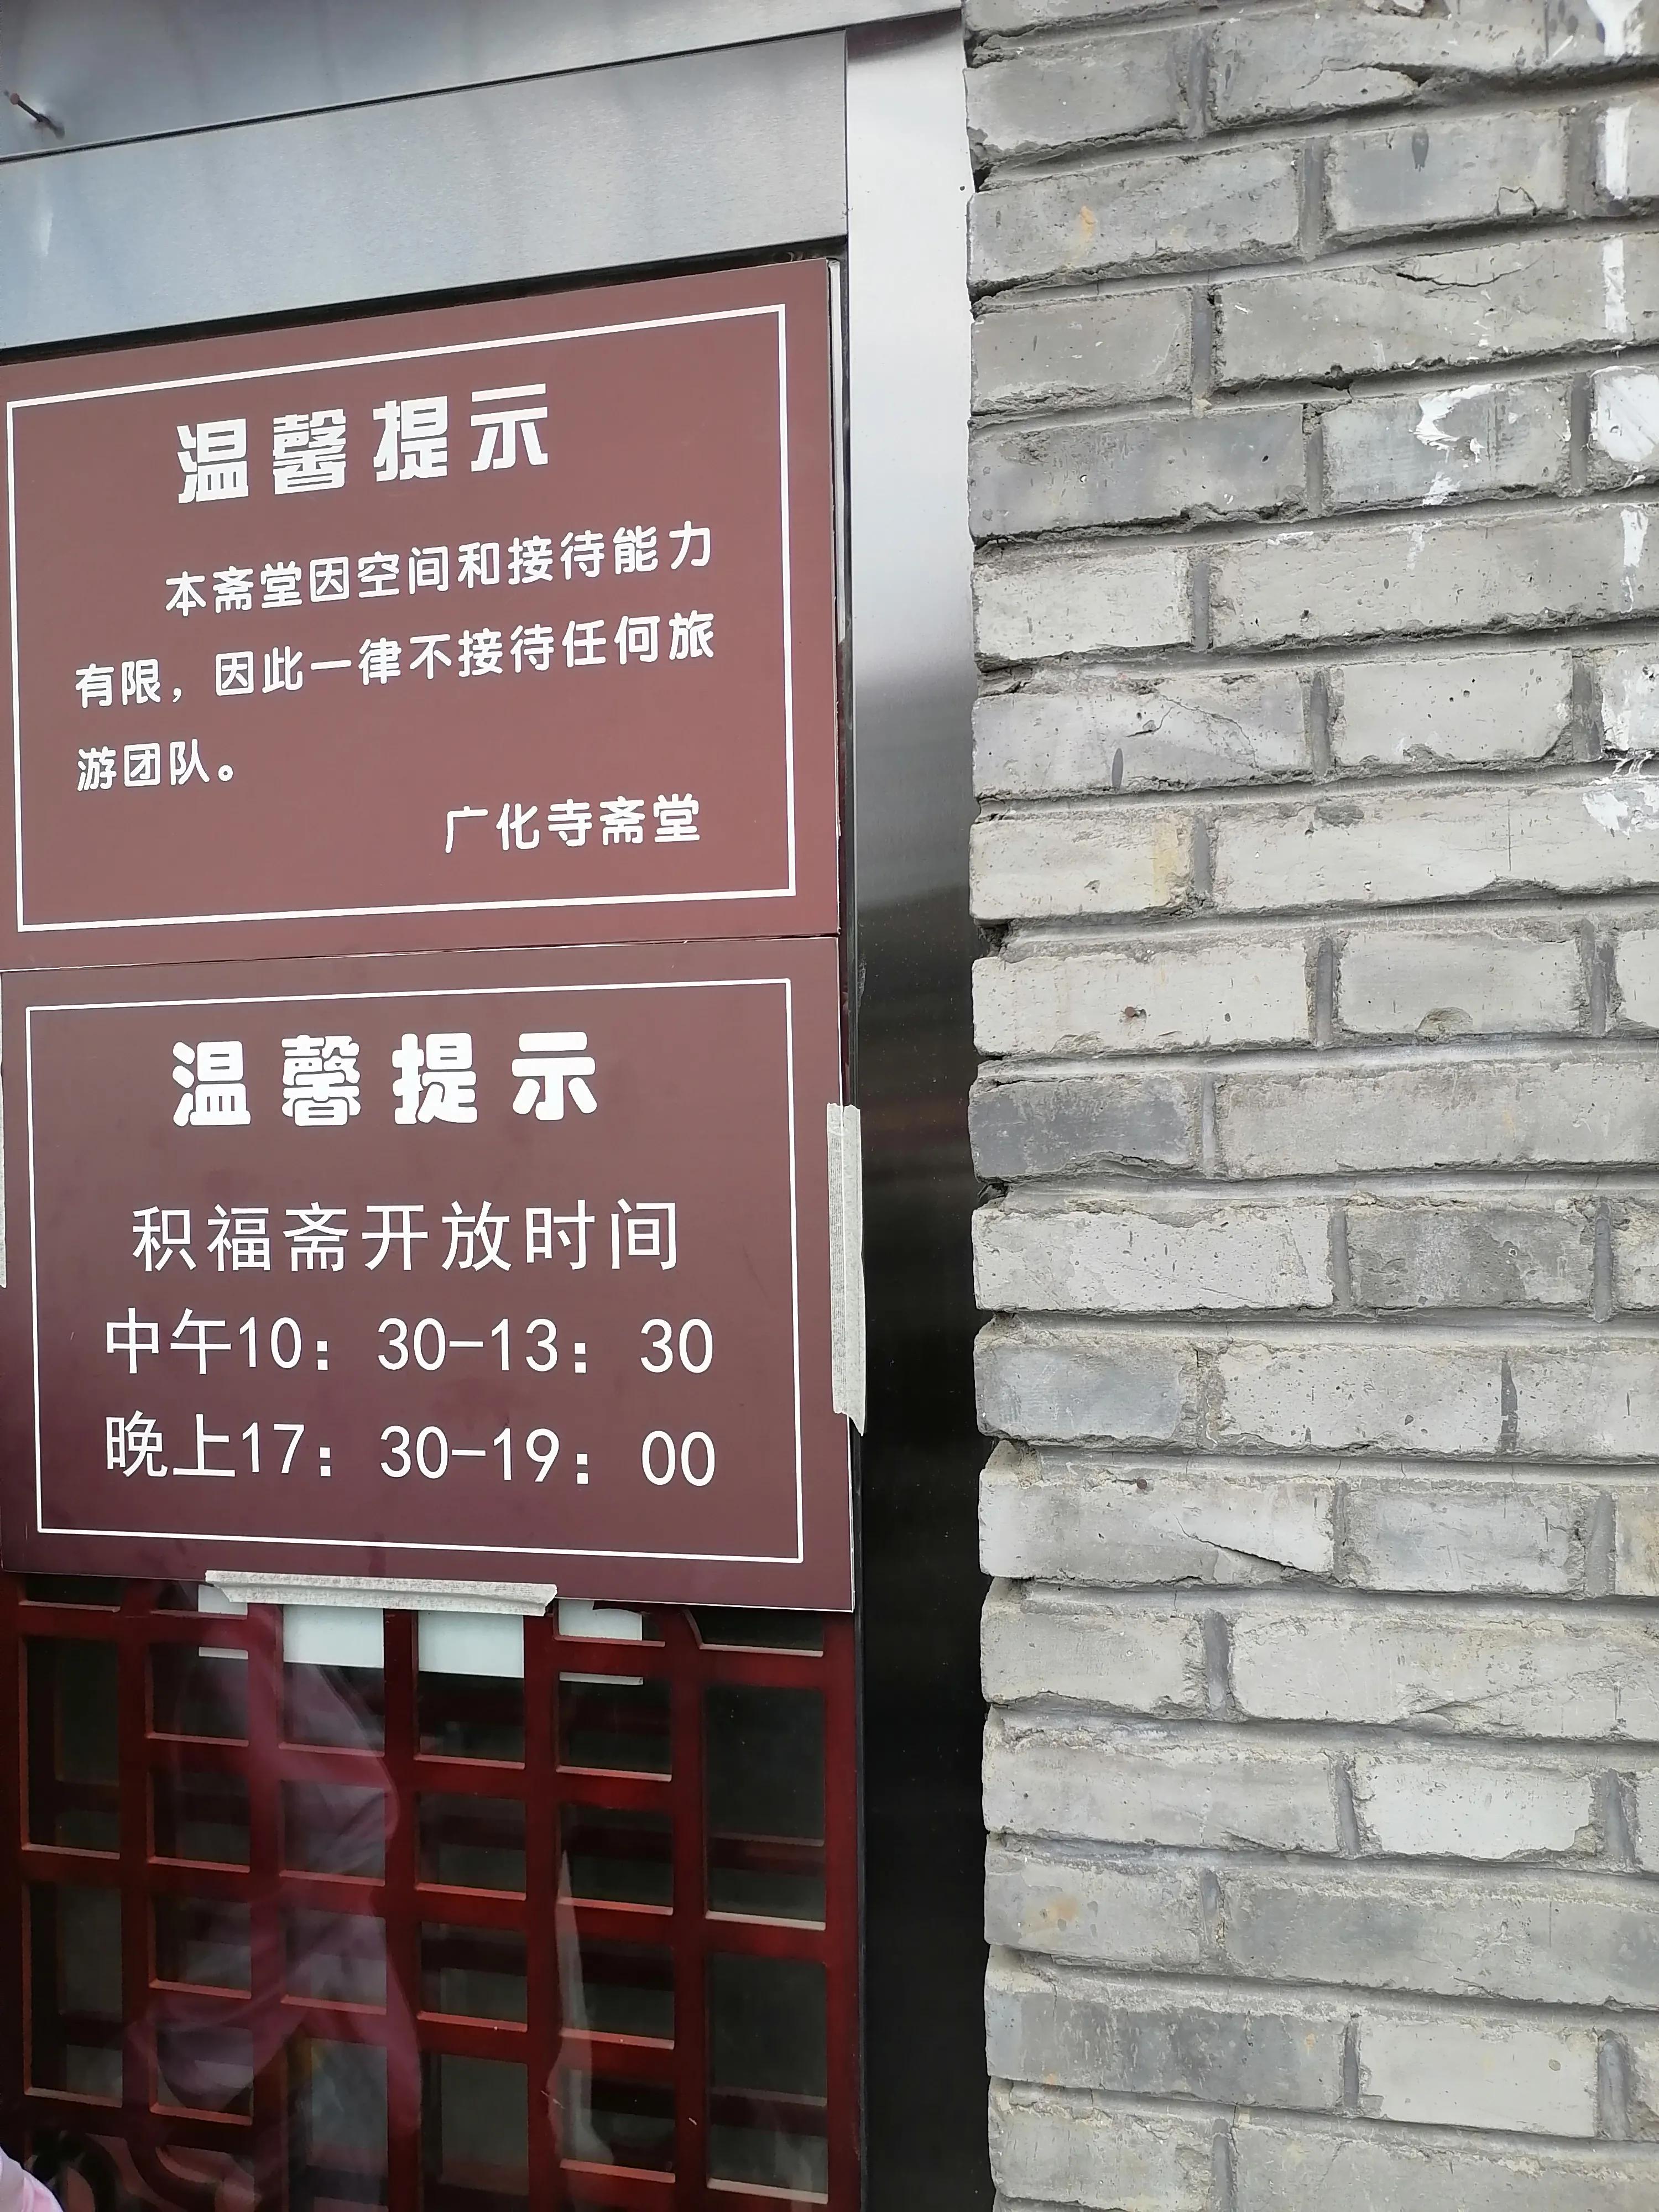 温馨提示
本斋堂因空间和接待能力
有限，因此一律不接待任何旅
游团队。
广化寺斋堂
温馨提示
积福斋开放时间
中午10：30-13：30
晚上17：30-19：00